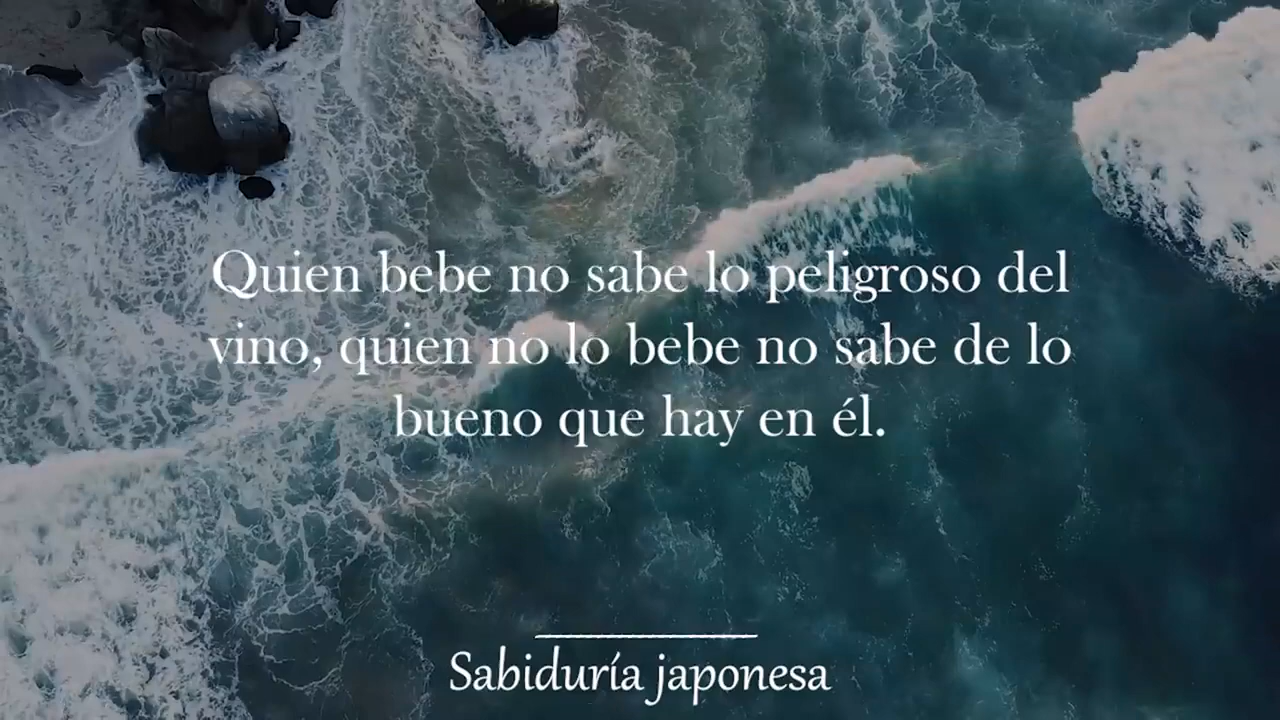 Quien bebe no sabe lo peligroso del
vino, quien no lo bebe no sabe de lo
bueno que hay en él.
Sabiduría japonesa